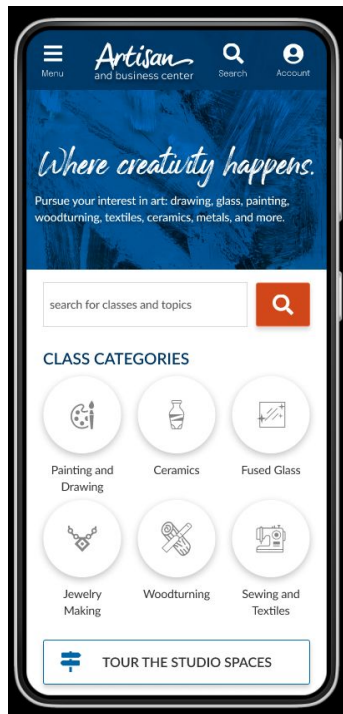 Artisan
and business center
Menu
Search
Account
Where creativity happens.
Pursue your interest in art: drawing, glass, painting,
woodturning, textiles, ceramics, metals, and more.
search for classes and topics
CLASS CATEGORIES
Painting and
Drawing
Ceramics
Fused Glass
Jewelry
Making
Woodturning
Sewing and
Textiles
TOUR THE STUDIO SPACES